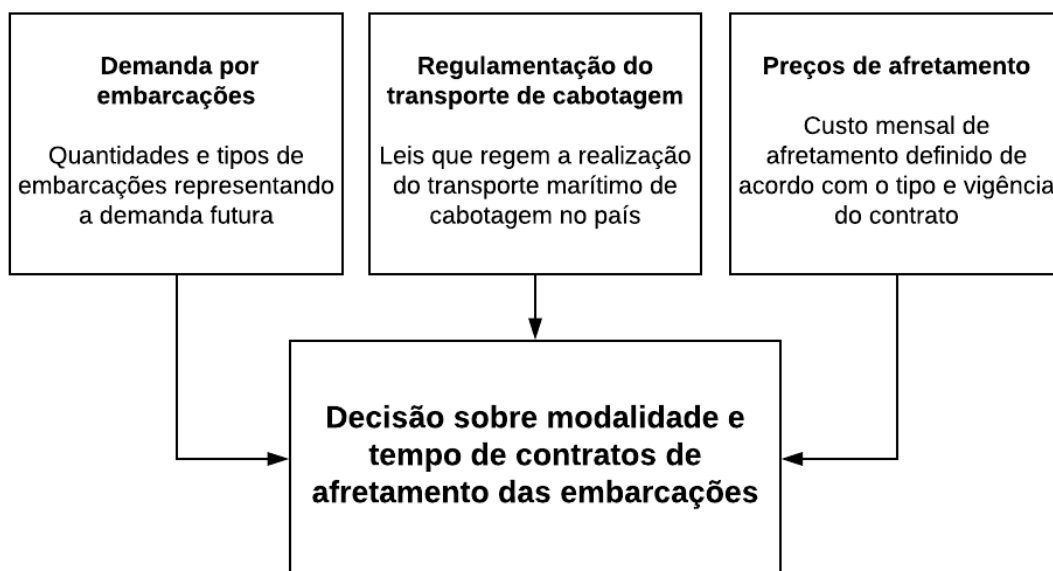 Demanda por
embarcações
Quantidades e tipos de
embarcações representando
a demanda futura
Regulamentação do
transporte de cabotagem
Leis que regem a realização
do transporte marítimo de
cabotagem no país
Preços de afretamento
Custo mensal de
afretamento definido de
acordo com o tipo e vigência
do contrato
Decisão sobre modalidade e
tempo de contratos de
afretamento das embarcações